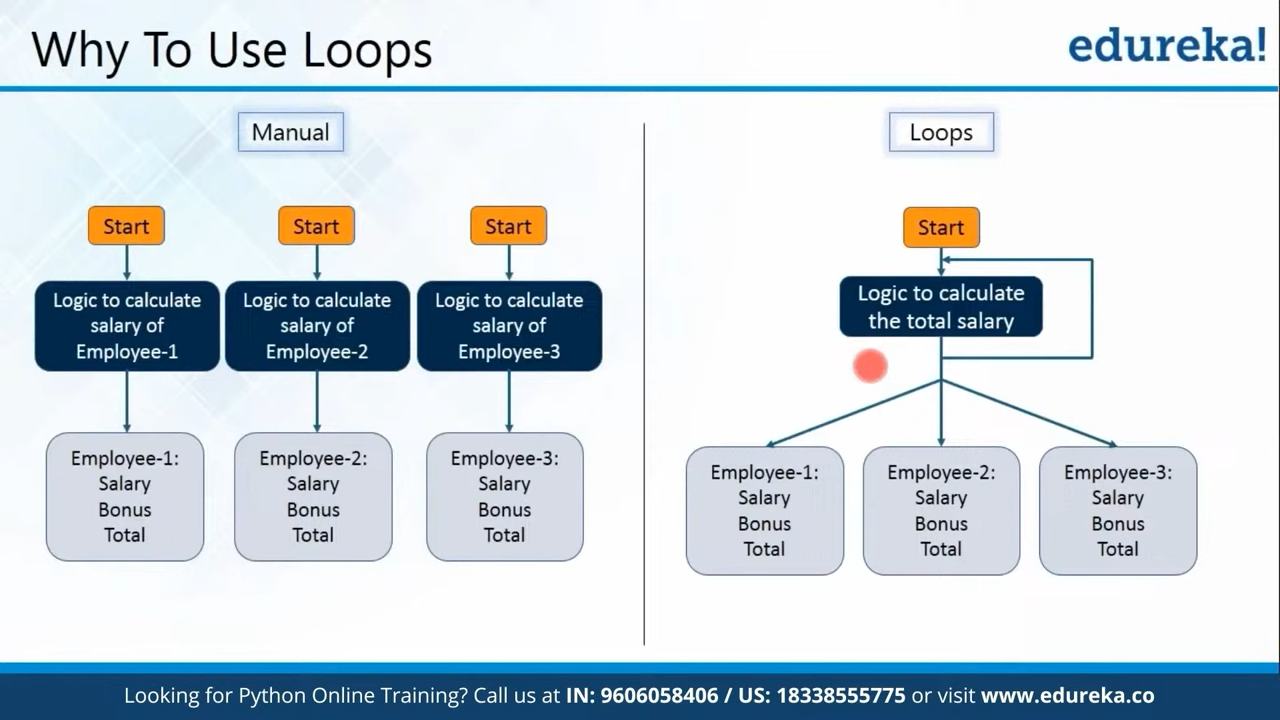 Why To Use Loops
edureka!
Manual
Start
Start
Start
Logic to calculate
salary of
Employee-1
Logic to calculate
salary of
Employee-2
Logic to calculate
salary of
Employee-3
Employee-1:
Salary
Bonus
Total
Employee-2:
Salary
Bonus
Total
Employee-3:
Salary
Bonus
Total
Loops
Start
Logic to calculate
the total salary
Employee-1:
Salary
Bonus
Total
Employee-2:
Salary
Bonus
Total
Employee-3:
Salary
Bonus
Total
Looking for Python Online Training? Call us at IN: 9606058406 / US: 18338555775 or visit www.edureka.co